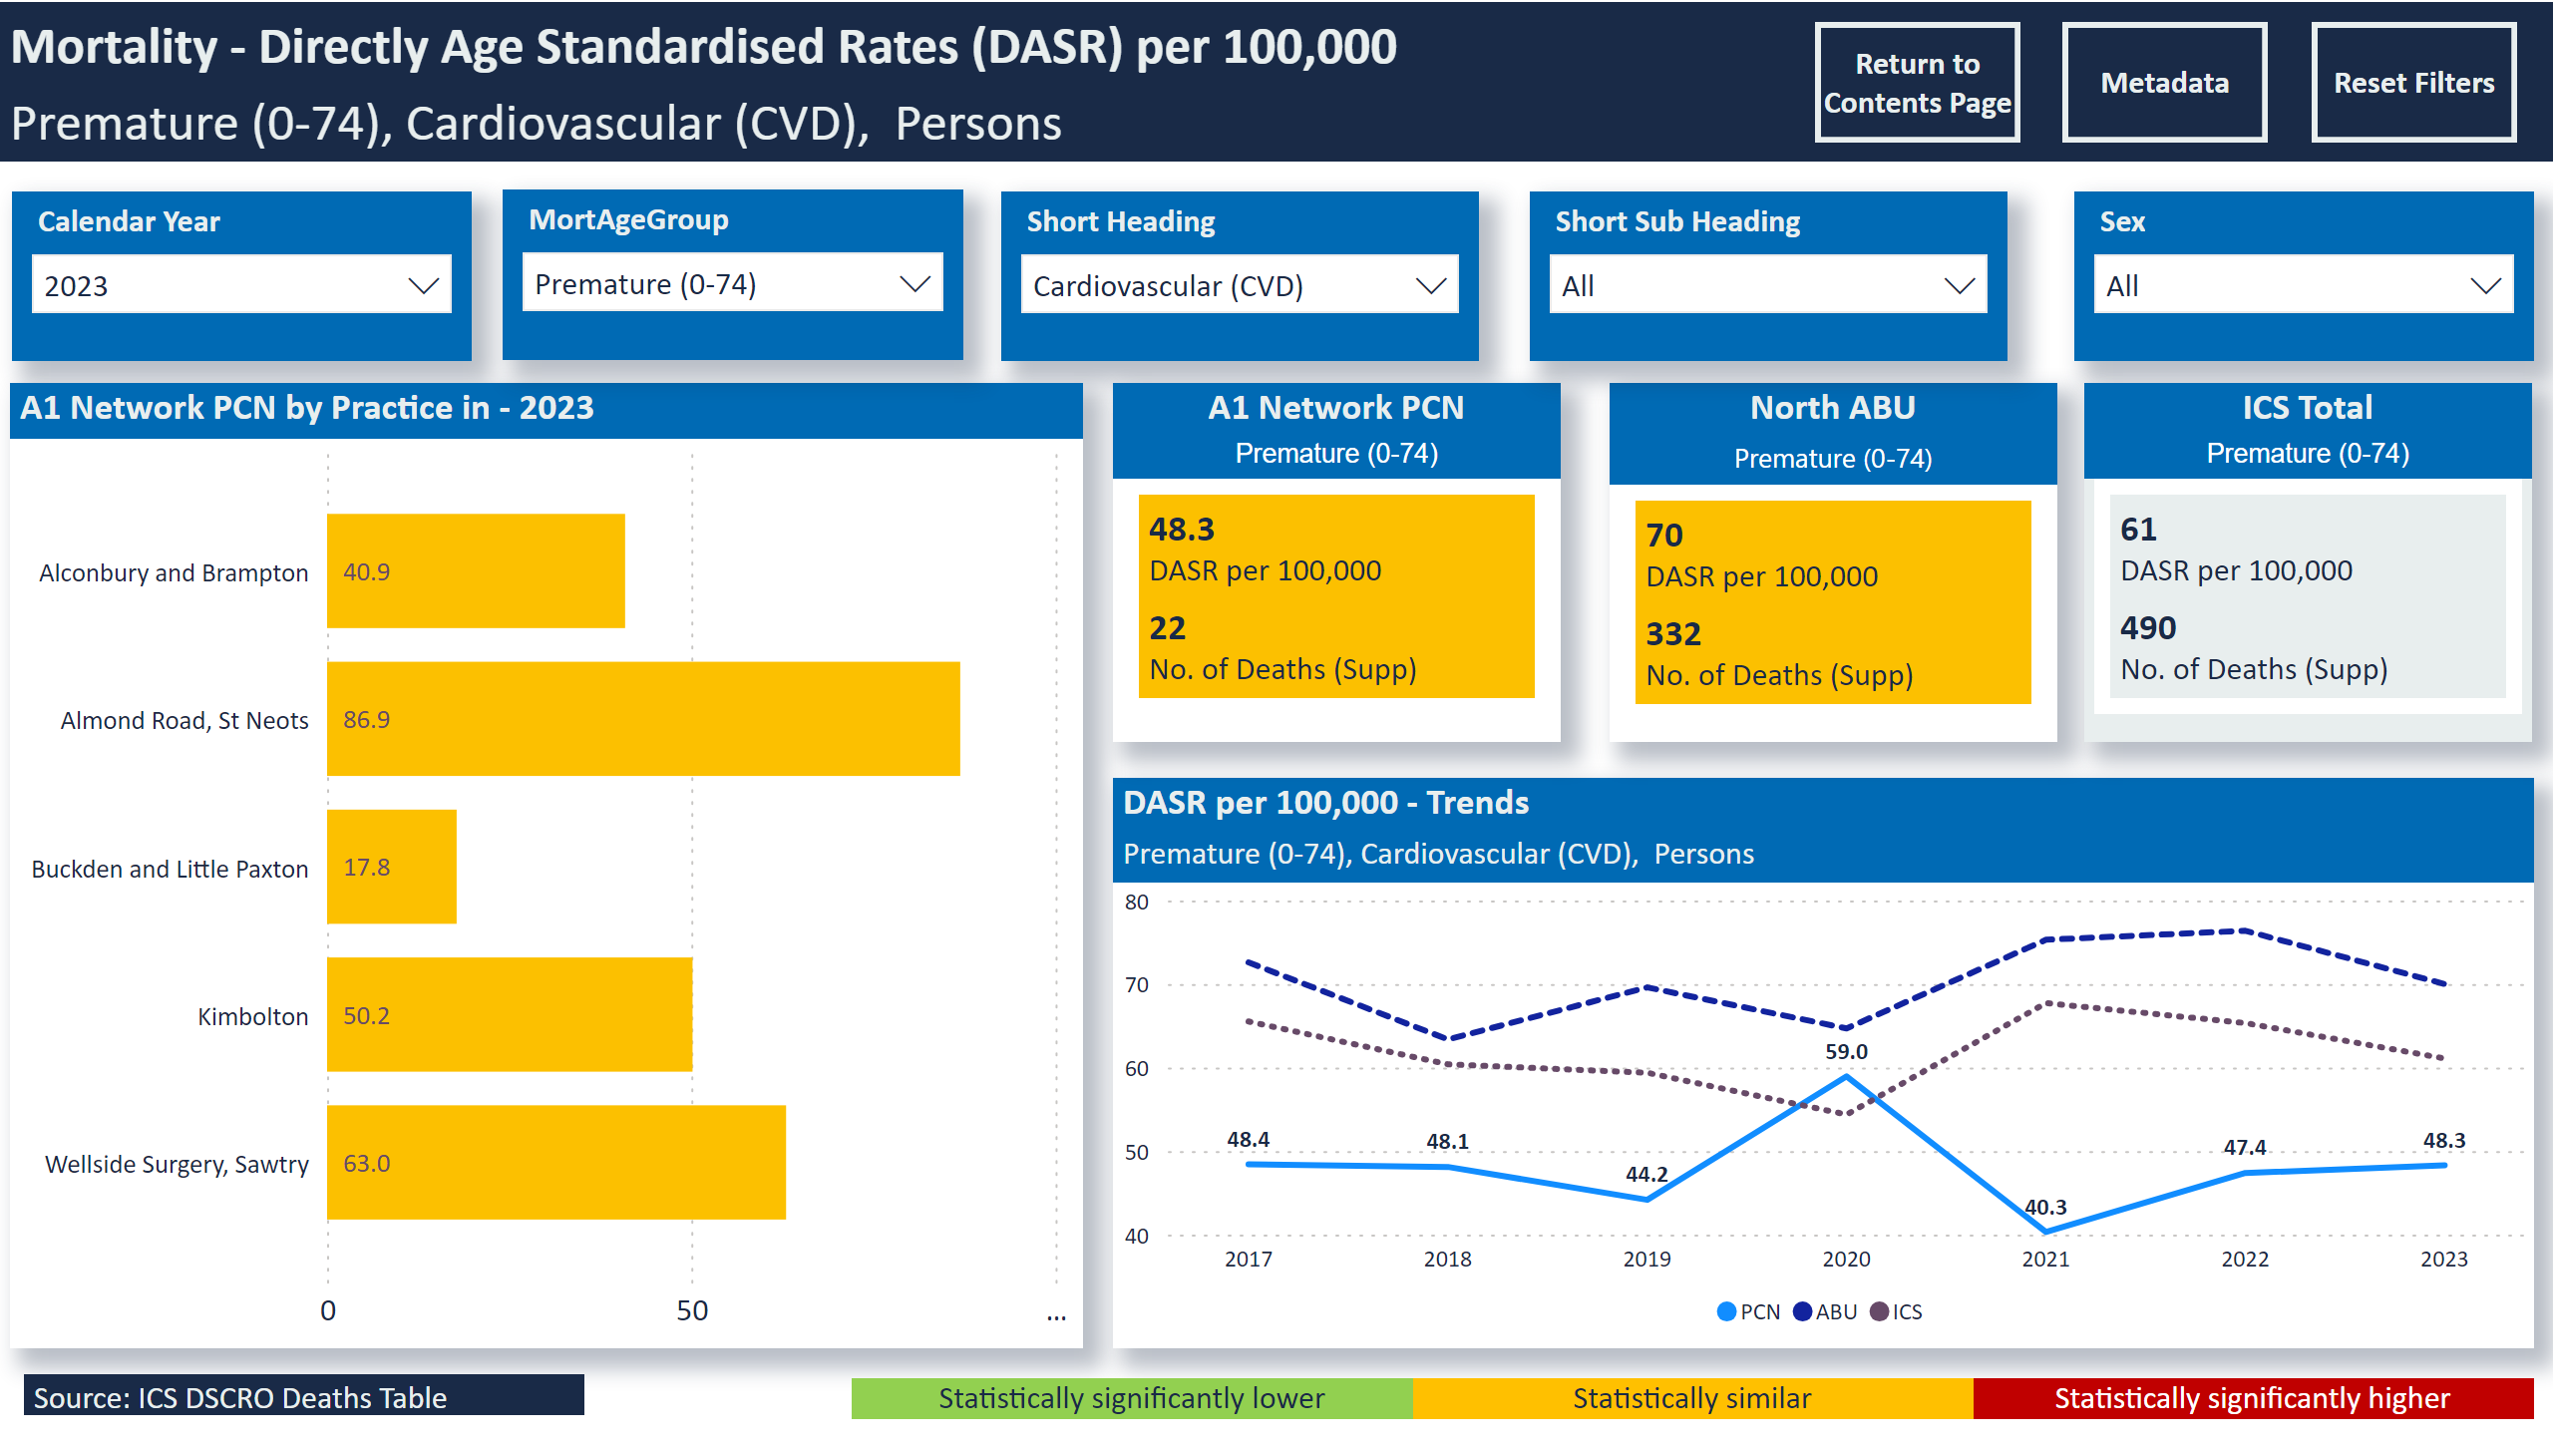 Mortality - Directly Age Standardised Rates (DASR) per 100,000
Premature (0-74), Cardiovascular (CVD),  Persons
Return to
Contents Page
Metadata
Reset Filters
Calendar Year
2023
MortAgeGroup
Premature (0-74)
Short Heading
Cardiovascular (CVD)
Short Sub Heading
All
Sex
All
A1 Network PCN by Practice in - 2023
Alconbury and Brampton
40.9
Almond Road, St Neots
86.9
Buckden and Little Paxton
17.8
Kimbolton
50.2
Wellside Surgery, Sawtry
63.0
0
50
...
A1 Network PCN
Premature (0-74)
48.3
DASR per 100,000
22
No. of Deaths (Supp)
North ABU
Premature (0-74)
70
DASR per 100,000
332
No. of Deaths (Supp)
ICS Total
Premature (0-74)
61
DASR per 100,000
490
No. of Deaths (Supp)
DASR per 100,000 - Trends
Premature (0-74), Cardiovascular (CVD),  Persons
80
70
60
50
40
48.4
48.1
44.2
59.0
40.3
47.4
48.3
2017
2018
2019
2020
2021
2022
2023
PCN
ABU
ICS
Source: ICS DSCRO Deaths Table
Statistically significantly lower
Statistically similar
Statistically significantly higher